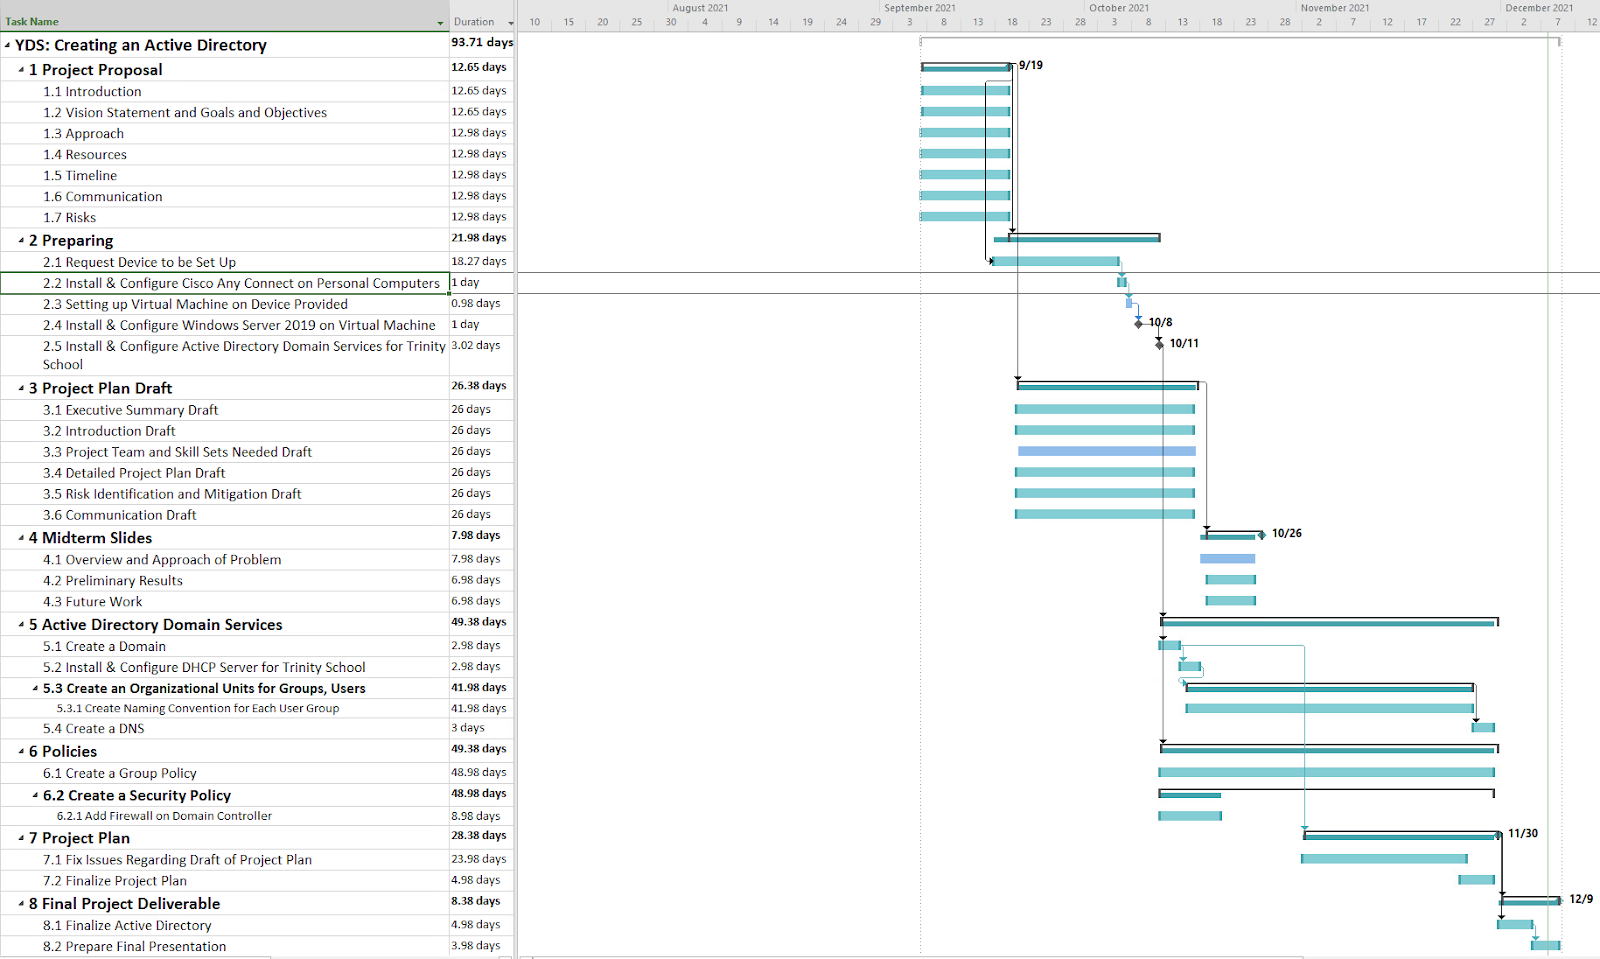 August 2021 September 2021 October 2021 November 2021 December 2021
Task Name Duration 10 15 20 25 30 4 9 14 19 24 29 3 8 13 18 23 28 3 8 13 18 23 28 2 7 12 17 22 27 2 7 12
YDS: Creating an Active Directory 93.71 days
1 Project Proposal 12.65 days 9/19
1.1 Introduction 12.65 days
1.2 Vision Statement and Goals and Objectives 12.65 days
1.3 Approach 12.98 days
1.4 Resources 12.98 days
1.5 Timeline 12.98 days
1.6 Communication 12.98 days
1.7 Risks 12.98 days
2 Preparing 21.98 days
2.1 Request Device to be Set Up 18.27 days
2.2 Install & Configure Cisco Any Connect on Personal Computers 1 day
2.3 Setting up Virtual Machine on Device Provided 0.98 days
2.4 Install & Configure Windows Server 2019 on Virtual Machine 1 day 10/8
2.5 Install & Configure Active Directory Domain Services for Trinity 3.02 days 10/11
School
3 Project Plan Draft 26.38 days
3.1 Executive Summary Draft 26 days
3.2 Introduction Draft 26 days
3.3 Project Team and Skill Sets Needed Draft 26 days
3.4 Detailed Project Plan Draft 26 days
3.5 Risk Identification and Mitigation Draft 26 days
3.6 Communication Draft 26 days
4 Midterm Slides 7.98 days 10/26
4.1 Overview and Approach of Problem 7.98 days
4.2 Preliminary Results 6.98 days
4.3 Future Work 6.98 days
5 Active Directory Domain Services 49.38 days
5.1 Create a Domain 2.98 days
5.2 Install & Configure DHCP Server for Trinity School 2.98 days
5.3 Create an Organizational Units for Groups, Users 41.98 days
5.3.1 Create Naming Convention for Each User Group 41.98 days
5.4 Create a DNS 3 days
6 Policies 49.38 days
6.1 Create a Group Policy 48.98 days
6.2 Create a Security Policy 48.98 days
6.2.1 Add Firewall on Domain Controller 8.98 days
7 Project Plan 28.38 days 11/30
7.1 Fix Issues Regarding Draft of Project Plan 23.98 days
7.2 Finalize Project Plan 4.98 days
8 Final Project Deliverable 8.38 days 12/9
8.1 Finalize Active Directory 4.98 days
8.2 Prepare Final Presentation 3.98 days